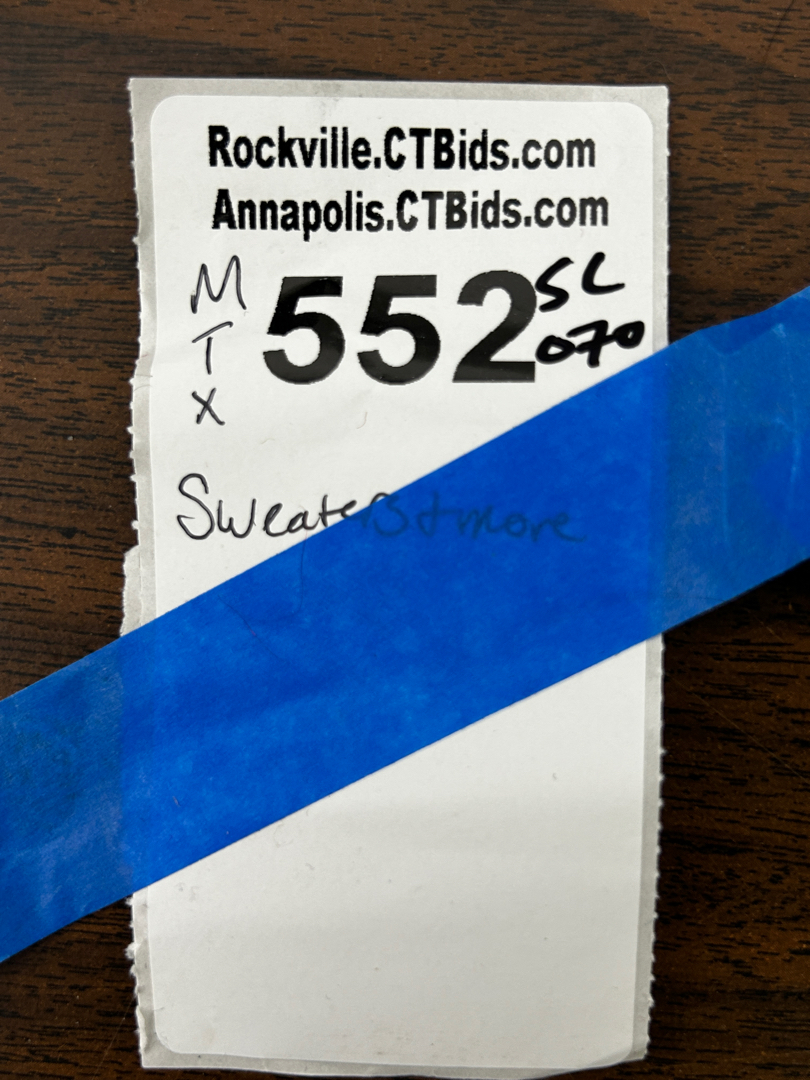 Rockville.CTBids.com
Annapolis.CTBids.com
M
T
X
552
SL
070
Sweaters + more